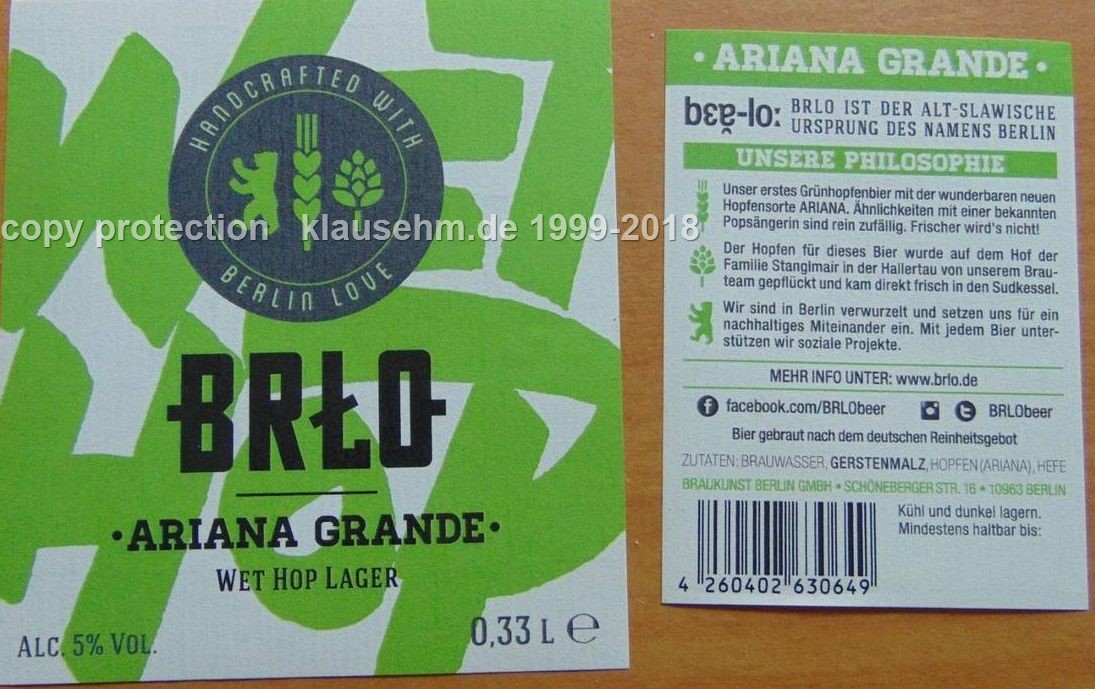 WET
HOP
HANDCRAFTED WITH
BERLIN LOVE
BRŁO
·ARIANA GRANDE·
WET HOP LAGER
ALC. 5% VOL.
0,33 L ℮
· ARIANA GRANDE ·
BRLO IST DER ALT-SLAWISCHE
URSPRUNG DES NAMENS BERLIN
UNSERE PHILOSOPHIE
Unser erstes Grünhopfenbier mit der wunderbaren neuen
Hopfensorte ARIANA. Ähnlichkeiten mit einer bekannten
Popsängerin sind rein zufällig. Frischer wird's nicht!
Der Hopfen für dieses Bier wurde auf dem Hof der
Familie Stanglmair in der Hallertau von unserem Brau-
team gepflückt und kam direkt frisch in den Sudkessel.
Wir sind in Berlin verwurzelt und setzen uns für ein
nachhaltiges Miteinander ein. Mit jedem Bier unter-
stützen wir soziale Projekte.
MEHR INFO UNTER: www.brlo.de
facebook.com/BRLObeer BRLObeer
Bier gebraut nach dem deutschen Reinheitsgebot
ZUTATEN: BRAUWASSER, GERSTENMALZ, HOPFEN (ARIANA), HEFE
BRAUKUNST BERLIN GMBH • SCHÖNEBERGER STR. 16 • 10963 BERLIN
Kühl und dunkel lagern.
Mindestens haltbar bis:
4 260402 630649
copy protection klausehm.de 1999-2018